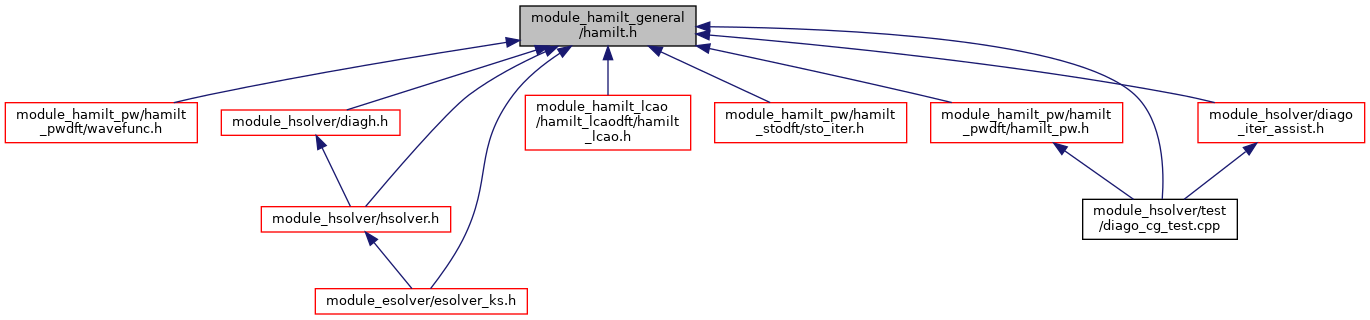 module_hamilt_general
/hamilt.h
module_hamilt_pw/hamilt
_pwdft/wavefunc.h
module_hsolver/diagh.h
module_hamilt_lcao
/hamilt_lcaodft/hamilt
_lcao.h
module_hamilt_pw/hamilt
_stodft/sto_iter.h
module_hamilt_pw/hamilt
_pwdft/hamilt_pw.h
module_hsolver/diago
_iter_assist.h
module_hsolver/hsolver.h
module_hsolver/test
/diago_cg_test.cpp
module_esolver/esolver_ks.h